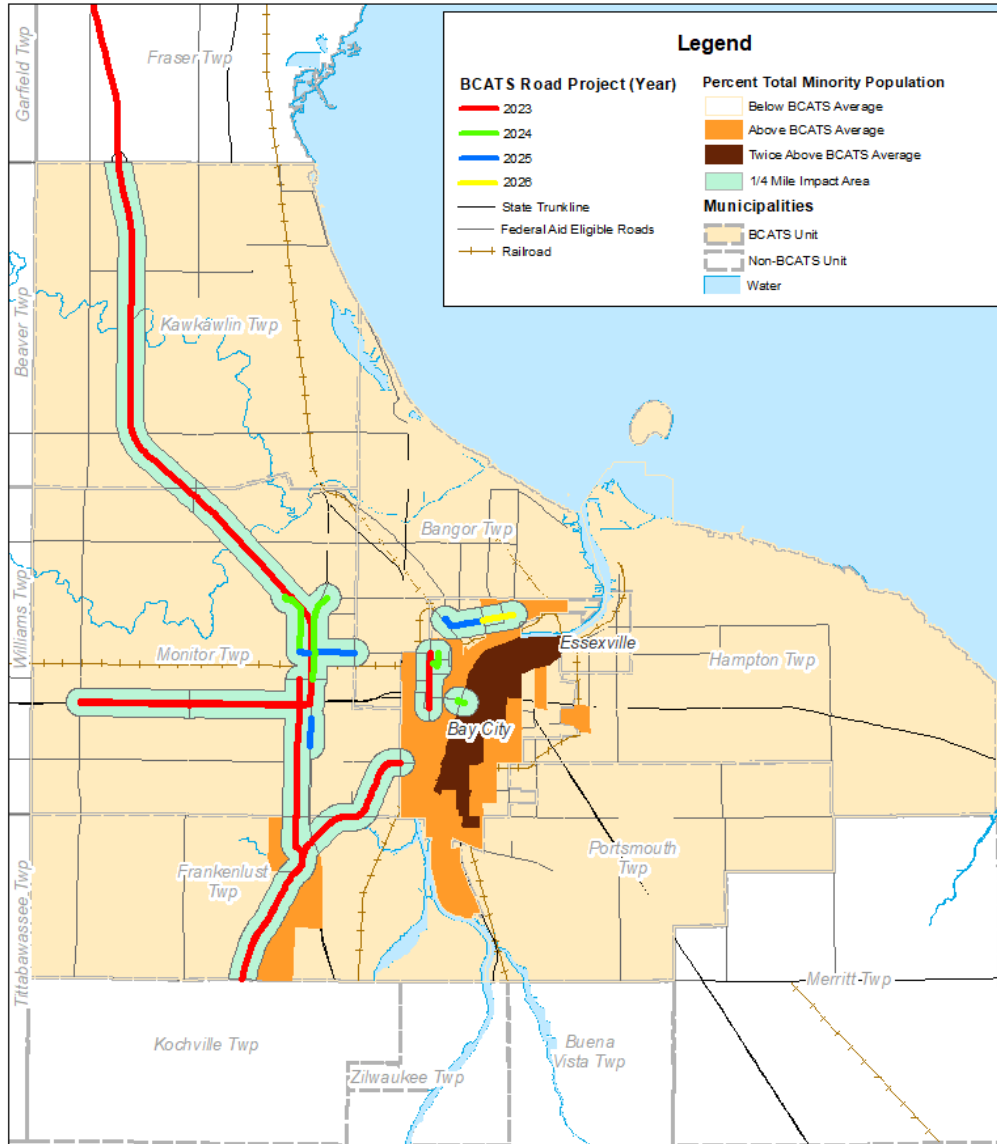 Legend
BCATS Road Project (Year)
2023
2024
2025
2026
State Trunkline
Federal Aid Eligible Roads
Railroad
Percent Total Minority Population
Below BCATS Average
Above BCATS Average
Twice Above BCATS Average
1/4 Mile Impact Area
Municipalities
BCATS Unit
Non-BCATS Unit
Water
Garfield Twp
Fraser Twp
Beaver Twp
Kawkawlin Twp
Bangor Twp
Williams Twp
Monitor Twp
Essexville
Hampton Twp
Bay City
Frankenlust
Twp
Portsmouth
Twp
Tittabawassee Twp
Merritt Twp
Kochville Twp
Zilwaukee Twp
Buena
Vista Twp